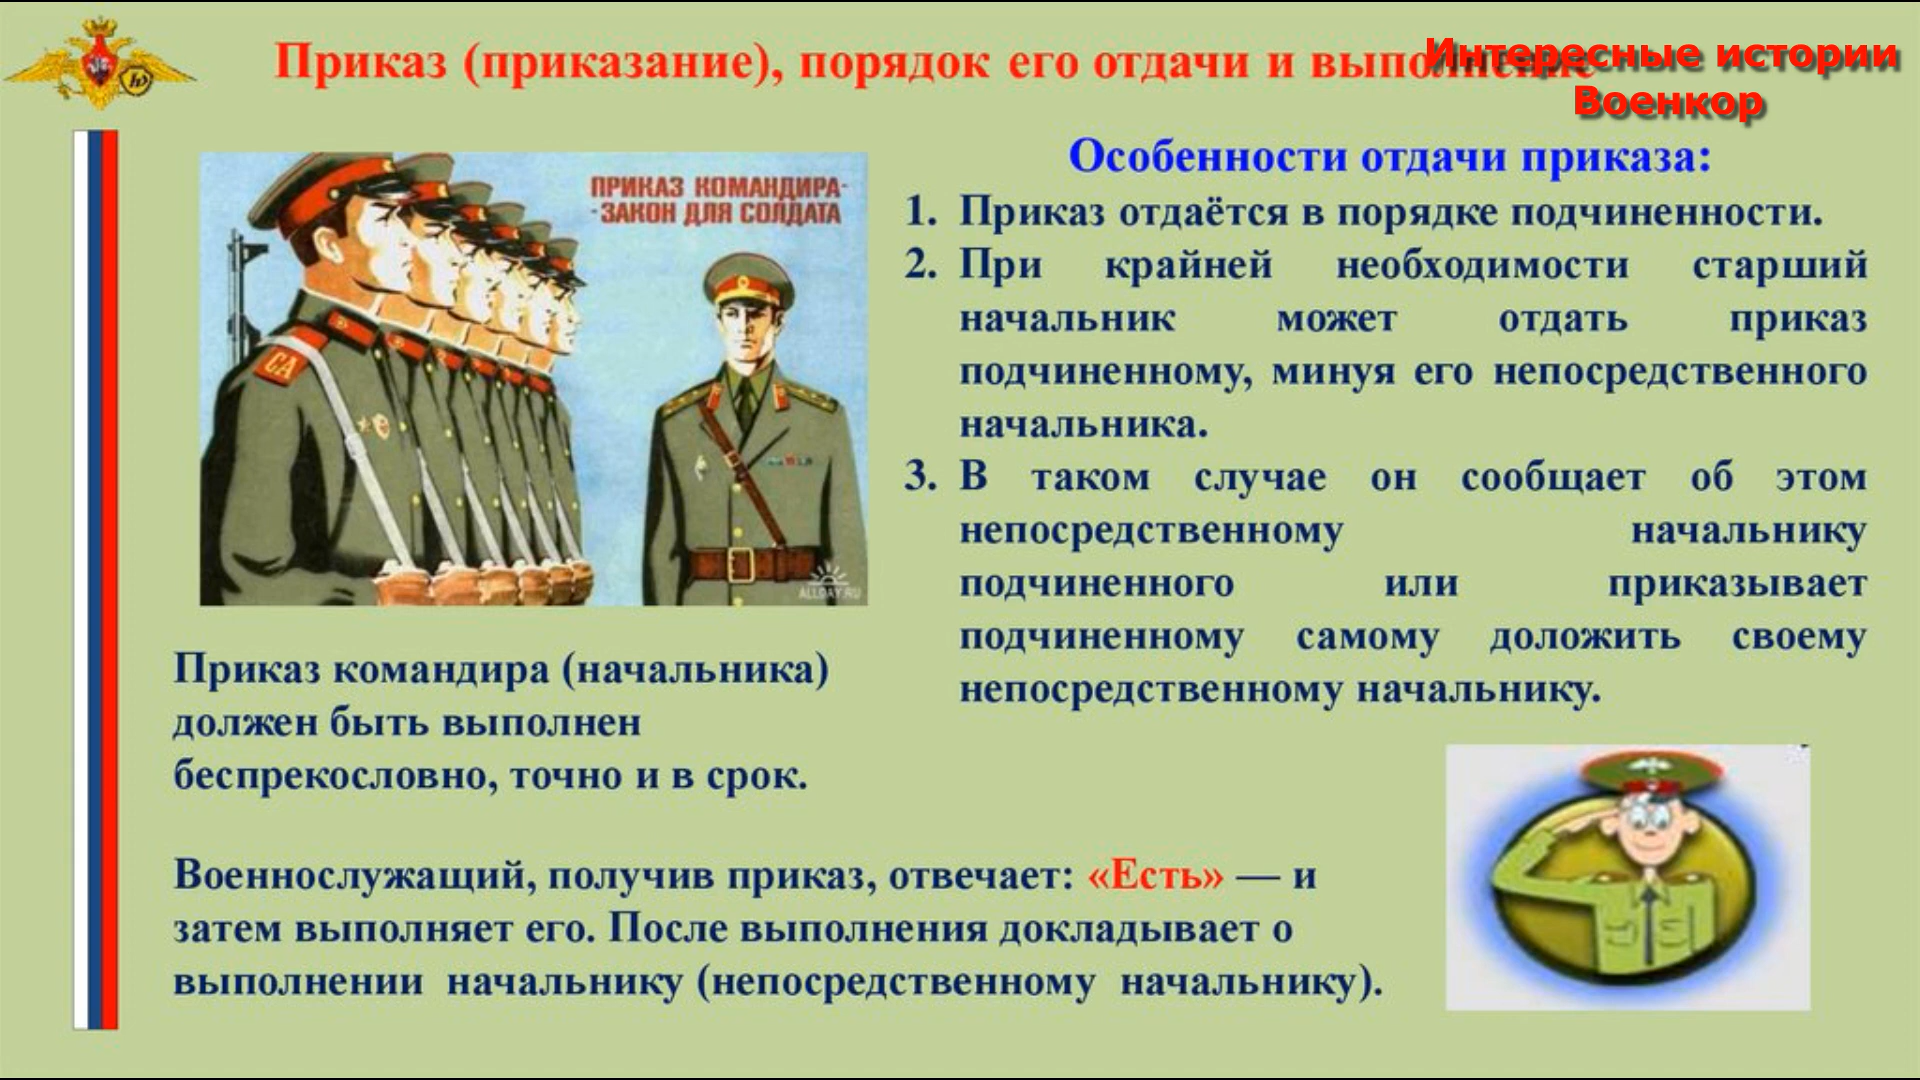 Приказ (приказание), порядок его отдачи и выполнение
Интересные истории
Военкор
ПРИКАЗ КОМАНДИРА-
-ЗАКОН ДЛЯ СОЛДАТА
СА
ALLDAY.RU
Особенности отдачи приказа:
1. Приказ отдаётся в порядке подчиненности.
2. При крайней необходимости старший
начальник может отдать приказ
подчиненному, минуя его непосредственного
начальника.
3. В таком случае он сообщает об этом
непосредственному начальнику
подчиненного или приказывает
подчиненному самому доложить своему
непосредственному начальнику.
Приказ командира (начальника)
должен быть выполнен
беспрекословно, точно и в срок.
Военнослужащий, получив приказ, отвечает: «Есть» — и
затем выполняет его. После выполнения докладывает о
выполнении начальнику (непосредственному начальнику).